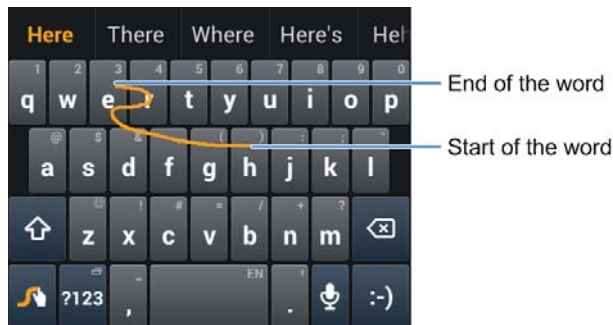 Here There Where Here's Heh
1 2 3 4 5 6 7 8 9 0
q w e r t y u i o p
End of the word
@ $ & ( ) : ; "
a s d f g h j k l
Start of the word
! # = / + ?
z x c v b n m
EN
?123 , . :-)